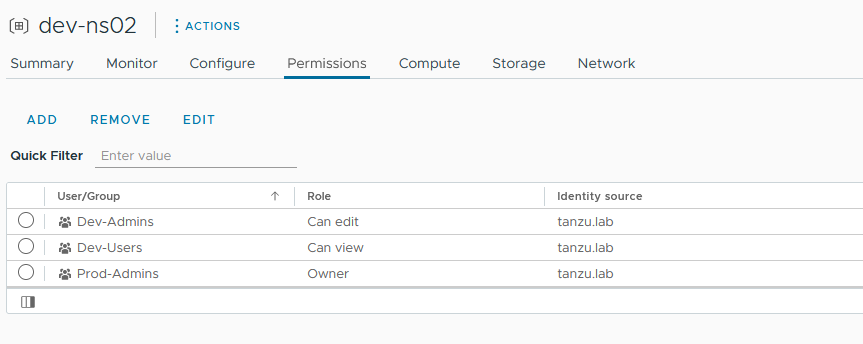 dev-ns02 ACTIONS
Summary Monitor Configure Permissions Compute Storage Network
ADD REMOVE EDIT
Quick Filter Enter value
User/Group Role Identity source
Dev-Admins Can edit tanzu.lab
Dev-Users Can view tanzu.lab
Prod-Admins Owner tanzu.lab